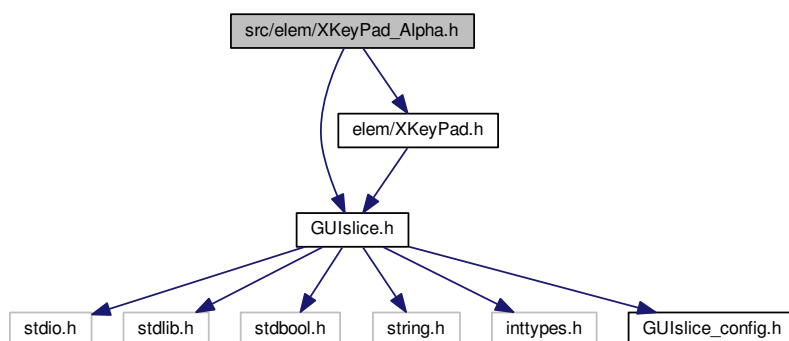 src/elem/XKeyPad_Alpha.h
elem/XKeyPad.h
GUIslice.h
stdio.h
stdlib.h
stdbool.h
string.h
inttypes.h
GUIslice_config.h